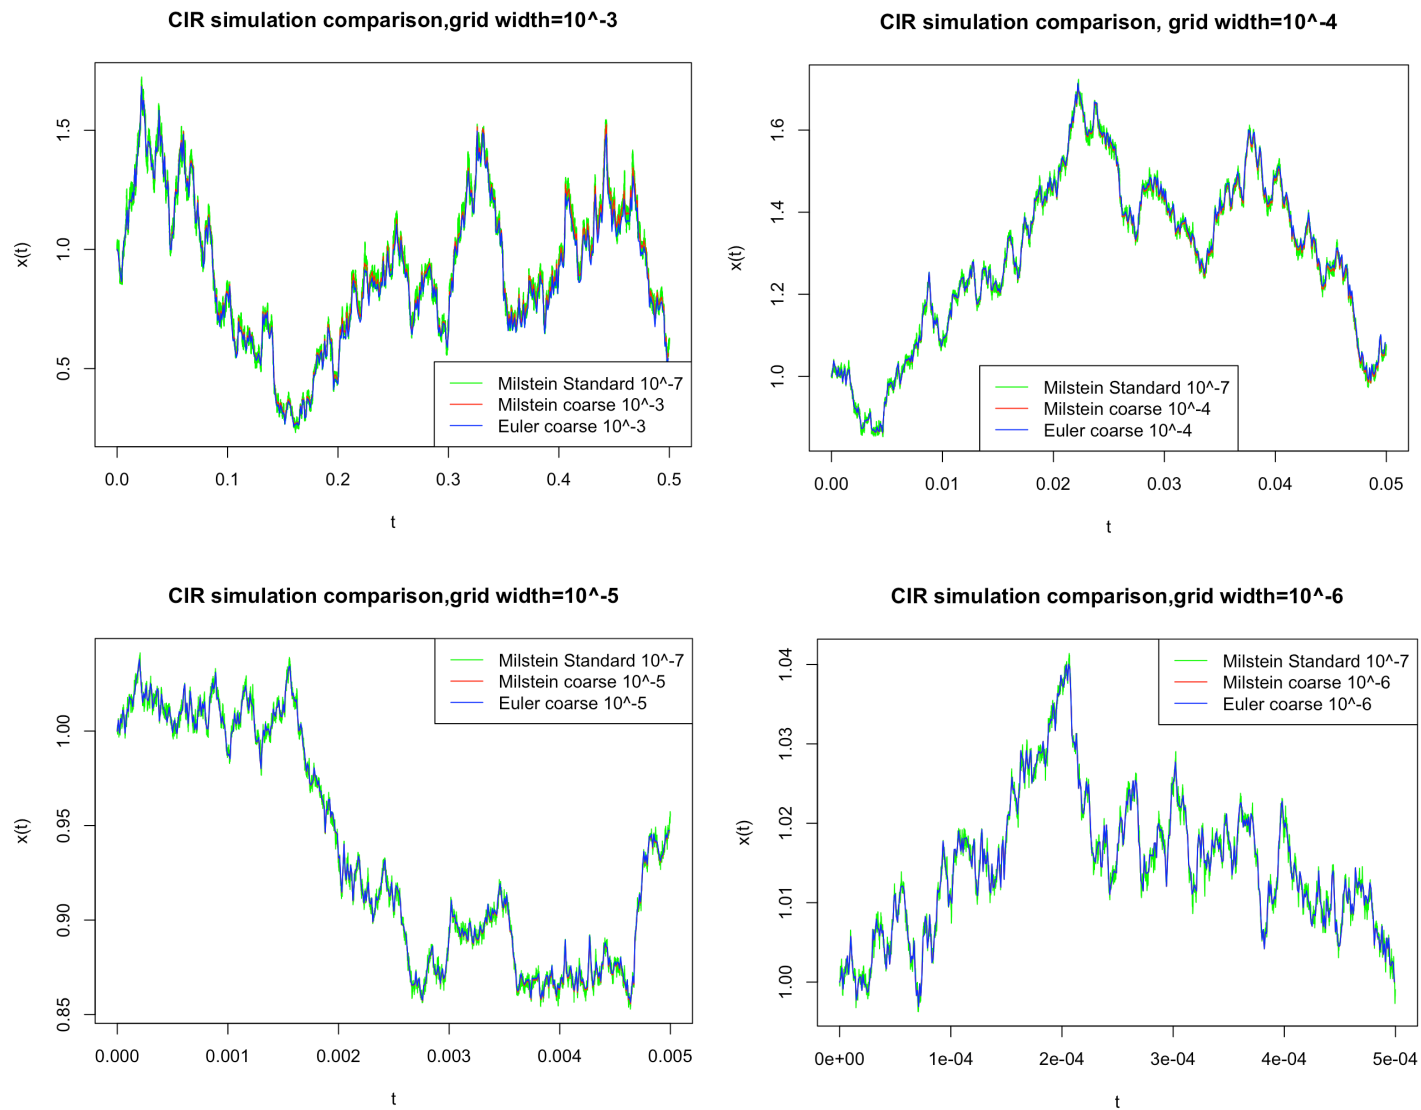 CIR simulation comparison,grid width=10^-3
x(t)
1.5
1.0
0.5
Milstein Standard 10^-7
Milstein coarse 10^-3
Euler coarse 10^-3
0.0 0.1 0.2 0.3 0.4 0.5
t
CIR simulation comparison, grid width=10^-4
x(t)
1.6
1.4
1.2
1.0
Milstein Standard 10^-7
Milstein coarse 10^-4
Euler coarse 10^-4
0.00 0.01 0.02 0.03 0.04 0.05
t
CIR simulation comparison,grid width=10^-5
x(t)
1.00
0.95
0.90
0.85
Milstein Standard 10^-7
Milstein coarse 10^-5
Euler coarse 10^-5
0.000 0.001 0.002 0.003 0.004 0.005
t
CIR simulation comparison,grid width=10^-6
x(t)
1.04
1.03
1.02
1.01
1.00
Milstein Standard 10^-7
Milstein coarse 10^-6
Euler coarse 10^-6
0e+00 1e-04 2e-04 3e-04 4e-04 5e-04
t